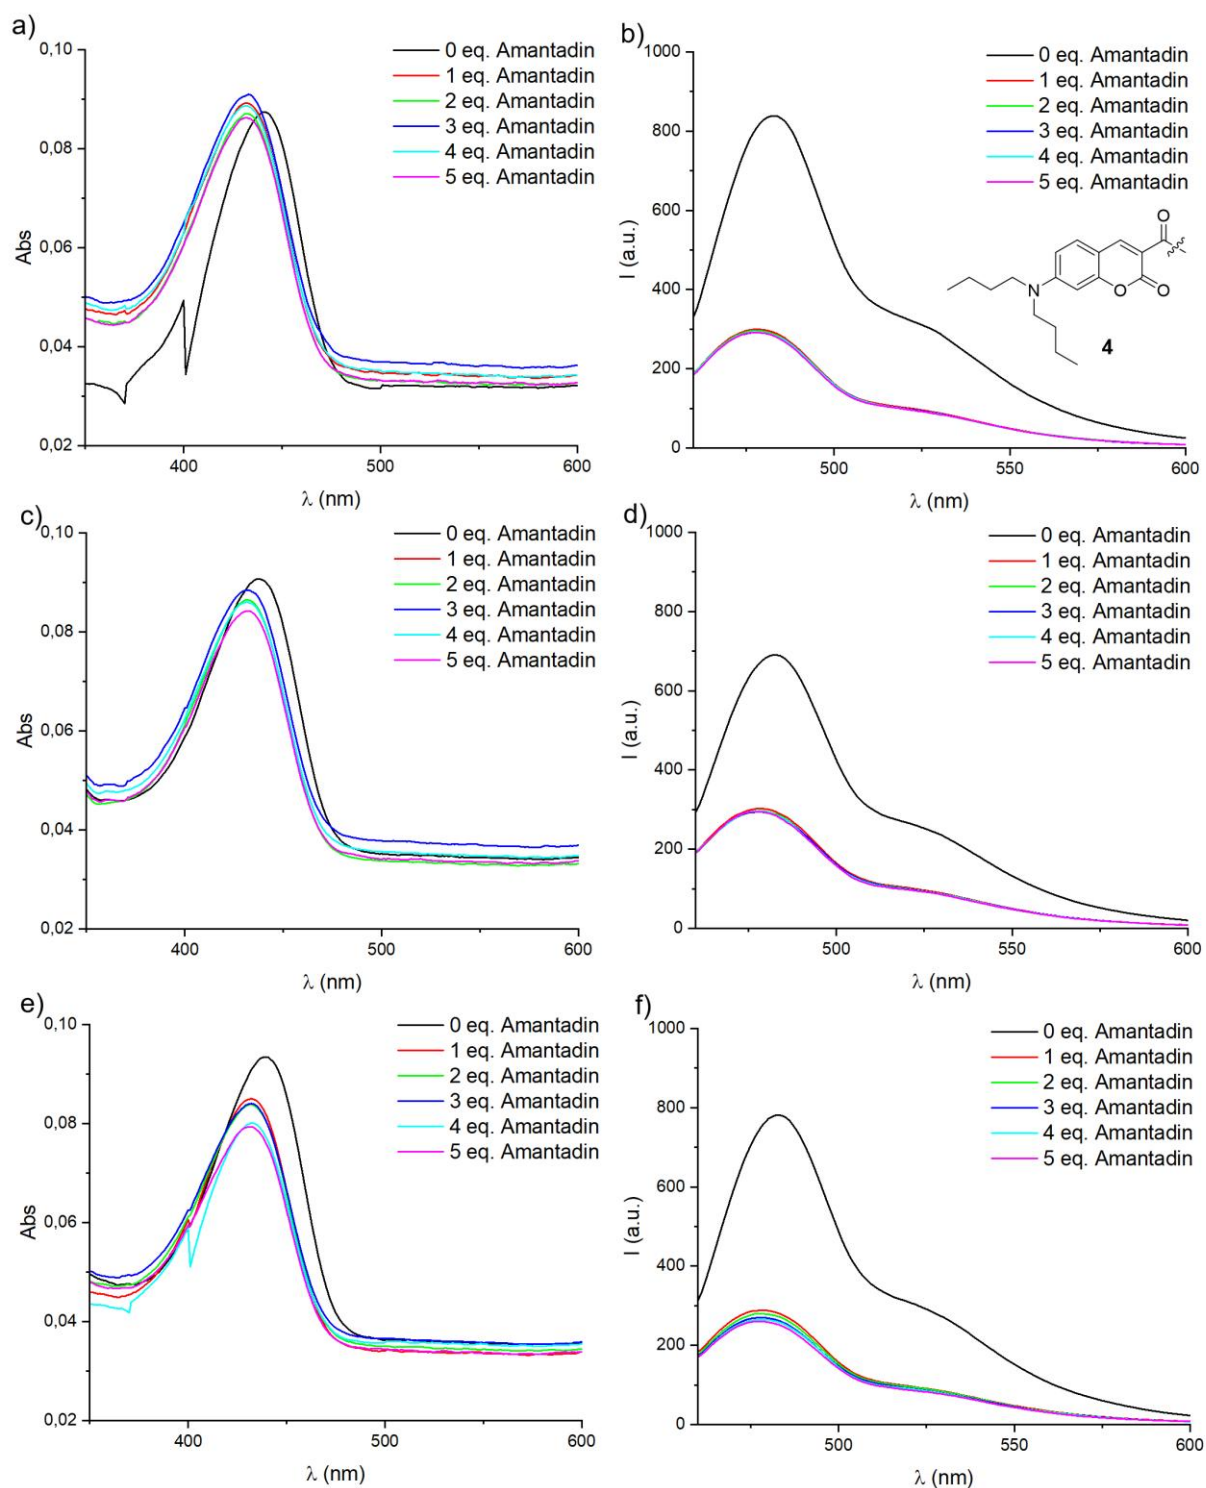 a)
0,10
0,08
0,06
0,04
0,02
Abs
400
500
600
λ (nm)
0 eq. Amantadin
1 eq. Amantadin
2 eq. Amantadin
3 eq. Amantadin
4 eq. Amantadin
5 eq. Amantadin
b)
1000
800
600
400
200
0
I (a.u.)
500
550
600
λ (nm)
0 eq. Amantadin
1 eq. Amantadin
2 eq. Amantadin
3 eq. Amantadin
4 eq. Amantadin
5 eq. Amantadin
O
N
O
O
4
c)
0,10
0,08
0,06
0,04
0,02
Abs
400
500
600
λ (nm)
0 eq. Amantadin
1 eq. Amantadin
2 eq. Amantadin
3 eq. Amantadin
4 eq. Amantadin
5 eq. Amantadin
d)
1000
800
600
400
200
0
I (a.u.)
500
550
600
λ (nm)
0 eq. Amantadin
1 eq. Amantadin
2 eq. Amantadin
3 eq. Amantadin
4 eq. Amantadin
5 eq. Amantadin
e)
0,10
0,08
0,06
0,04
0,02
Abs
400
500
600
λ (nm)
0 eq. Amantadin
1 eq. Amantadin
2 eq. Amantadin
3 eq. Amantadin
4 eq. Amantadin
5 eq. Amantadin
f)
1000
800
600
400
200
0
I (a.u.)
500
550
600
λ (nm)
0 eq. Amantadin
1 eq. Amantadin
2 eq. Amantadin
3 eq. Amantadin
4 eq. Amantadin
5 eq. Amantadin